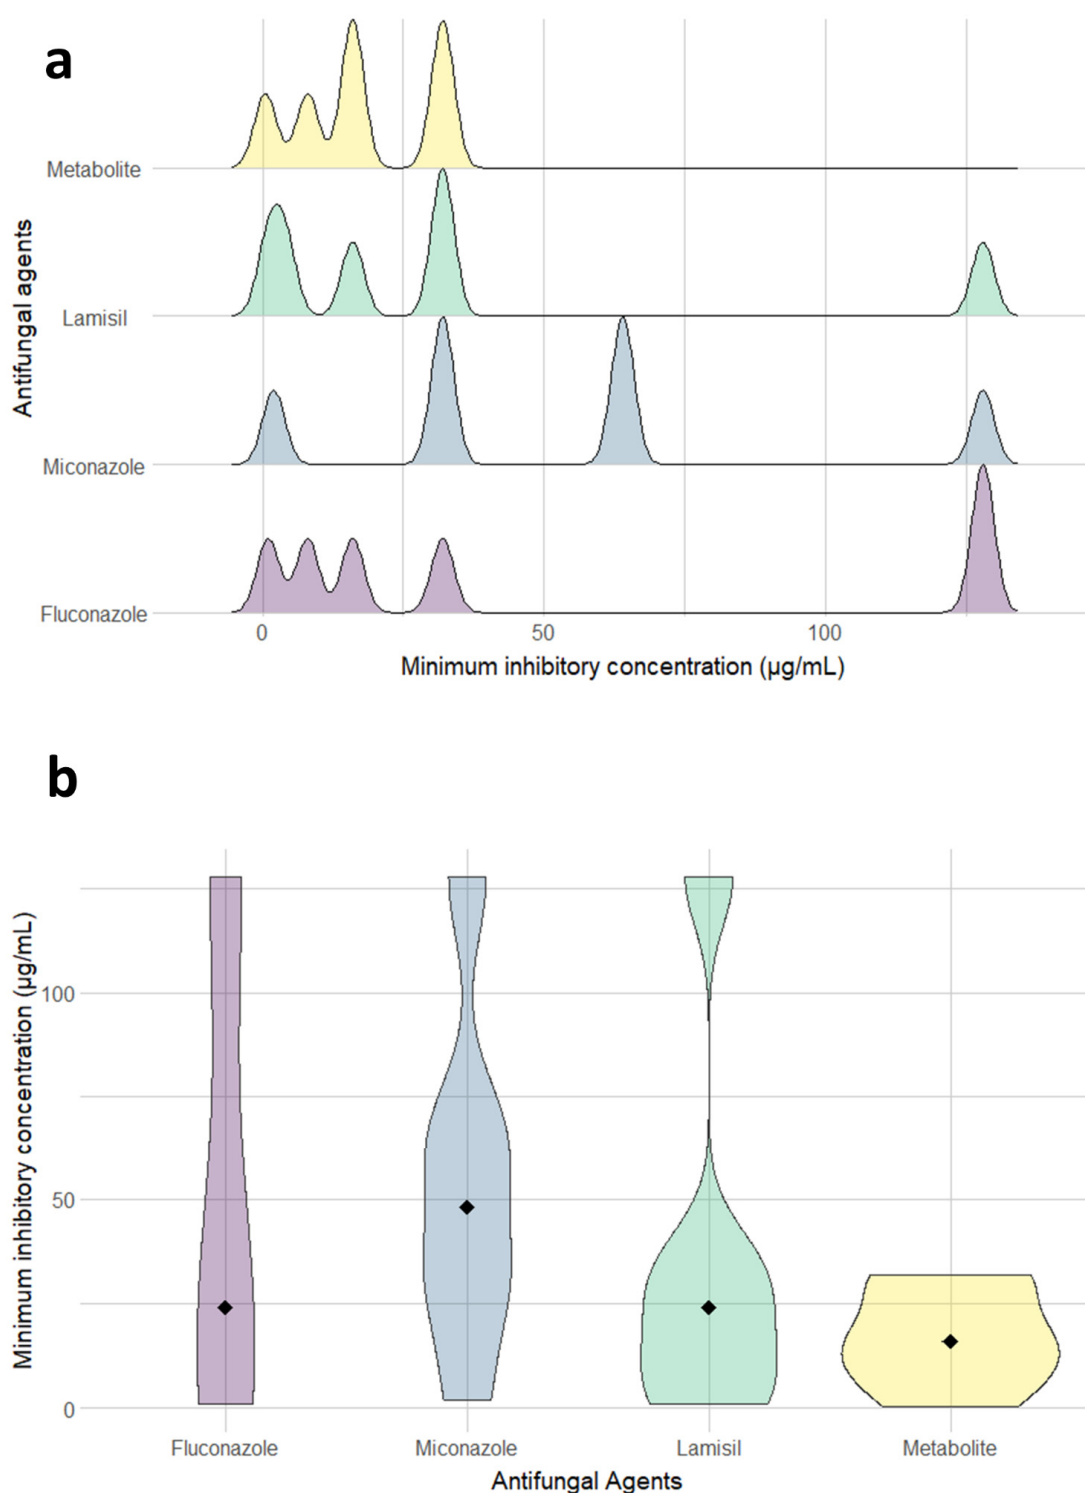 a
Metabolite
Lamisil
Miconazole
Fluconazole
Antifungal agents
0 50 100
Minimum inhibitory concentration (µg/mL)
b
Minimum inhibitory concentration (µg/mL)
100
50
0
Fluconazole Miconazole Lamisil Metabolite
Antifungal Agents